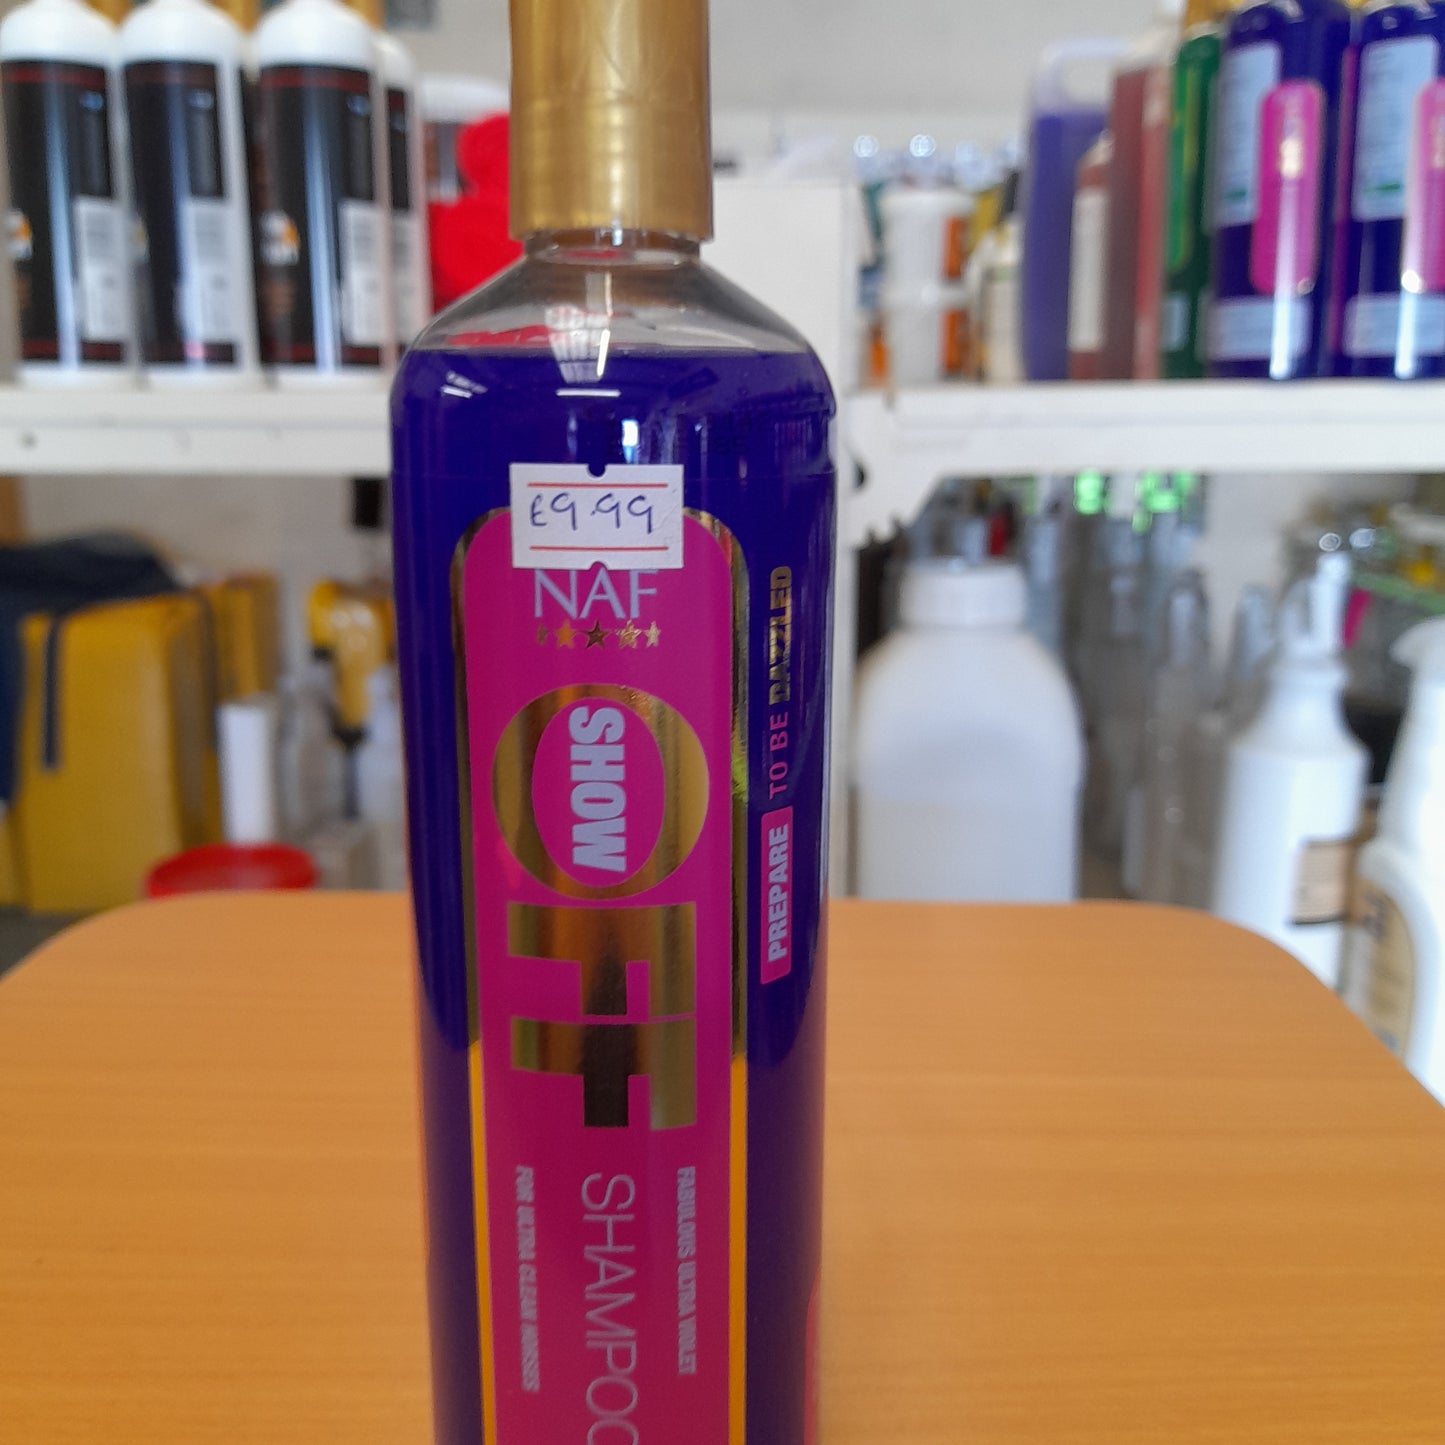 £9.99
NAF
SHOW
OFF
SHAMPOO
FABULOUS ULTRA VIOLET
FOR ULTRA CLEAN HORSES
PREPARE TO BE DAZZLED